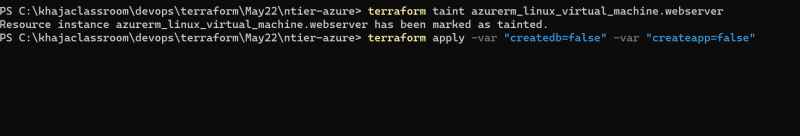 PS C:\khajaclassroom\devops\terraform\May22\ntier-azure> terraform taint azurerm_linux_virtual_machine.webserver
Resource instance azurerm_linux_virtual_machine.webserver has been marked as tainted.
PS C:\khajaclassroom\devops\terraform\May22\ntier-azure> terraform apply -var "createdb=false" -var "createapp=false"